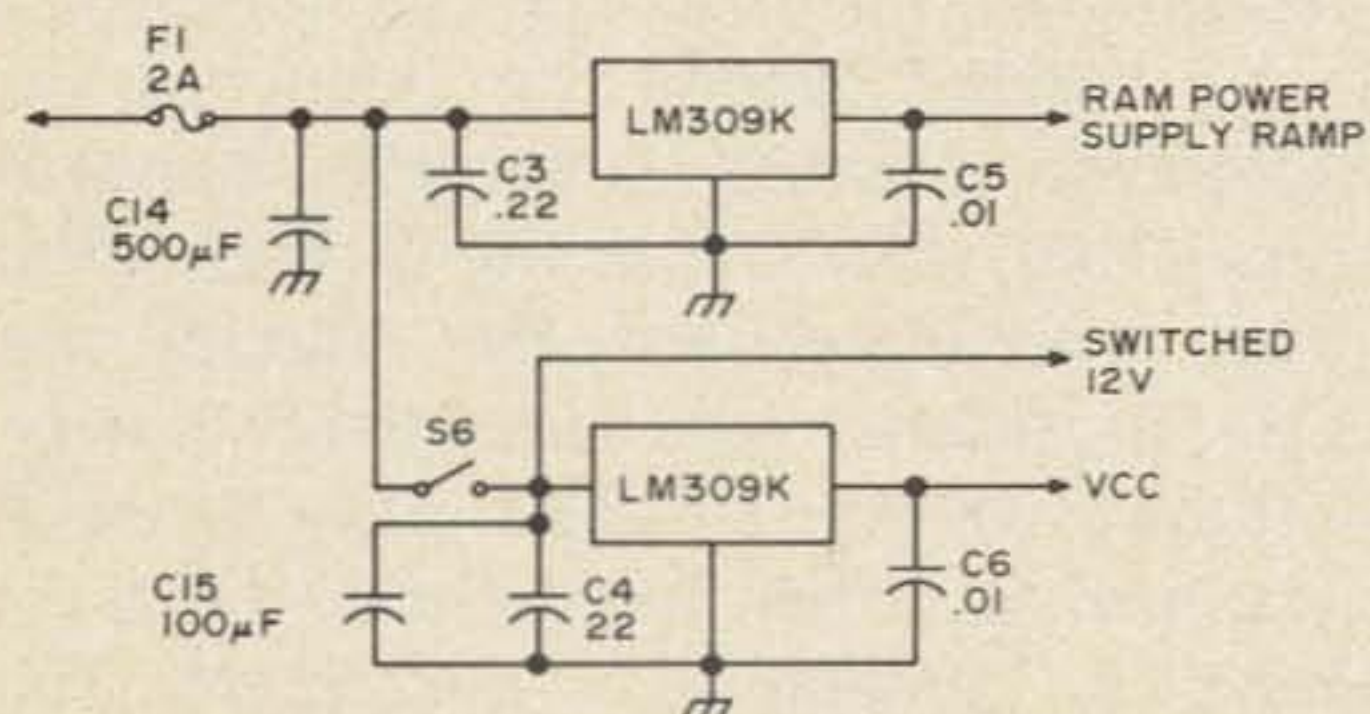 F1
2A
LM309K
RAM POWER
SUPPLY RAMP
C3
.22
C5
.01
C14
500µF
SWITCHED
12V
S6
LM309K
VCC
C15
100µF
C4
22
C6
.01